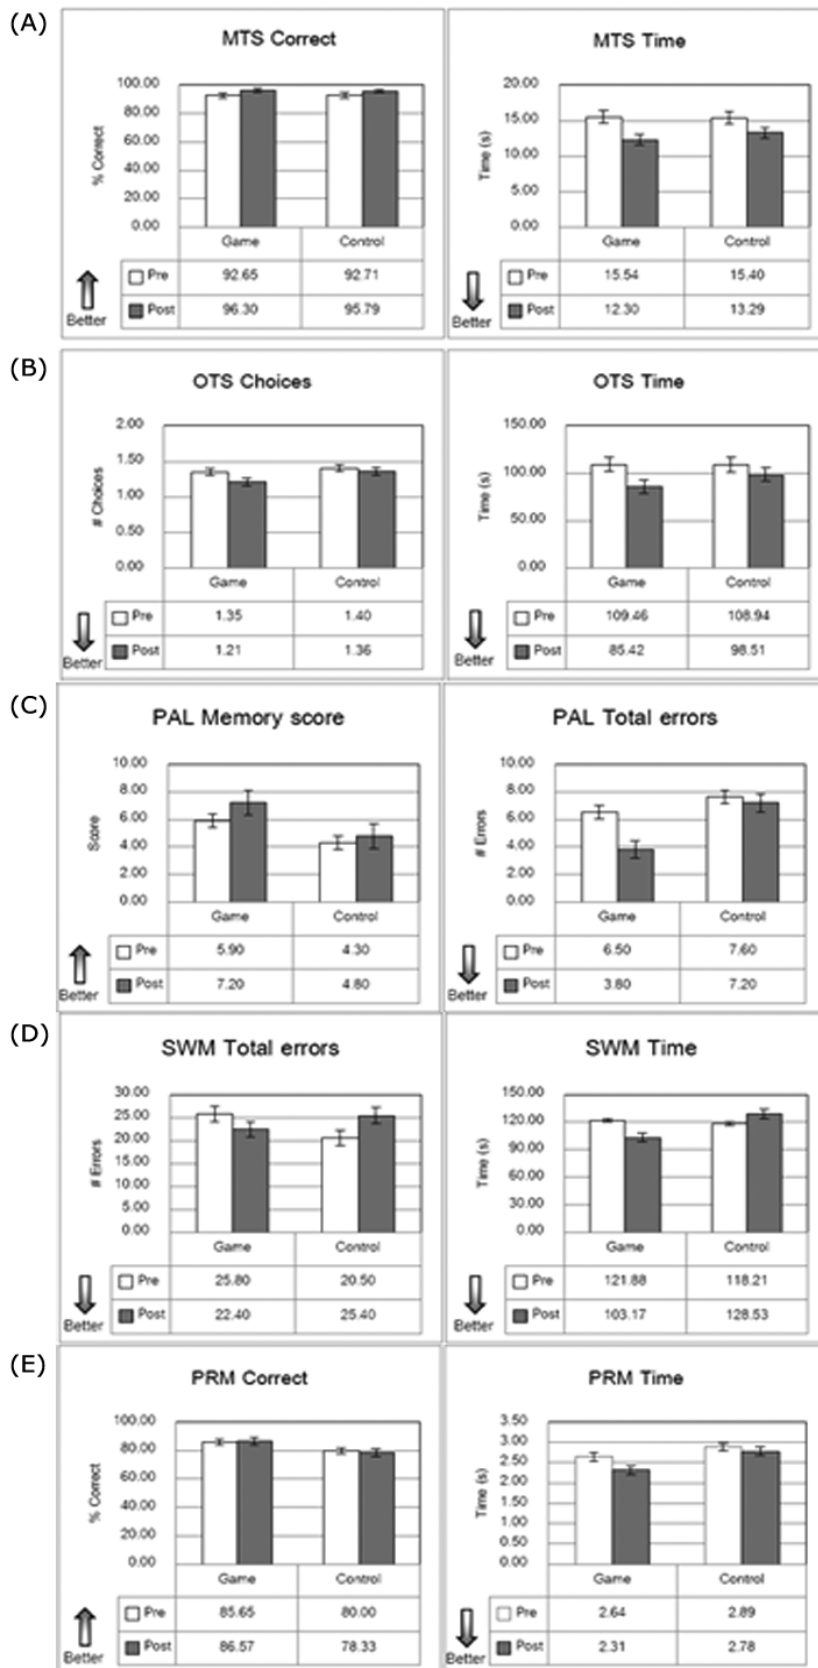 (A)
MTS Correct
100.00
80.00
60.00
40.00
20.00
0.00
% Correct
Game Control
Pre 92.65 92.71
Post 96.30 95.79
Better
MTS Time
20.00
15.00
10.00
5.00
0.00
Time (s)
Game Control
Pre 15.54 15.40
Post 12.30 13.29
Better
(B)
OTS Choices
2.00
1.50
1.00
0.50
0.00
# Choices
Game Control
Pre 1.35 1.40
Post 1.21 1.36
Better
OTS Time
150.00
100.00
50.00
0.00
Time (s)
Game Control
Pre 109.46 108.94
Post 85.42 98.51
Better
(C)
PAL Memory score
10.00
8.00
6.00
4.00
2.00
0.00
Score
Game Control
Pre 5.90 4.30
Post 7.20 4.80
Better
PAL Total errors
10.00
8.00
6.00
4.00
2.00
0.00
# Errors
Game Control
Pre 6.50 7.60
Post 3.80 7.20
Better
(D)
SWM Total errors
30.00
25.00
20.00
15.00
10.00
5.00
0.00
# Errors
Game Control
Pre 25.80 20.50
Post 22.40 25.40
Better
SWM Time
150.00
120.00
90.00
60.00
30.00
0.00
Time (s)
Game Control
Pre 121.88 118.21
Post 103.17 128.53
Better
(E)
PRM Correct
100.00
80.00
60.00
40.00
20.00
0.00
% Correct
Game Control
Pre 85.65 80.00
Post 86.57 78.33
Better
PRM Time
3.50
3.00
2.50
2.00
1.50
1.00
0.50
0.00
Time (s)
Game Control
Pre 2.64 2.89
Post 2.31 2.78
Better